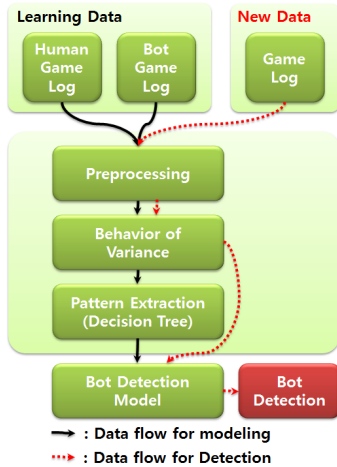 Learning Data
New Data
Human
Game
Log
Bot
Game
Log
Game
Log
Preprocessing
Behavior of
Variance
Pattern Extraction
(Decision Tree)
Bot Detection
Model
Bot
Detection
: Data flow for modeling
: Data flow for Detection